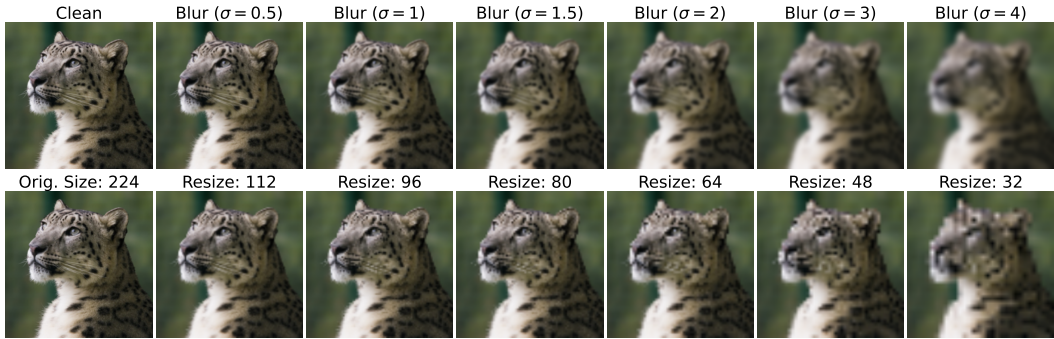 Clean Blur (σ = 0.5) Blur (σ = 1) Blur (σ = 1.5) Blur (σ = 2) Blur (σ = 3) Blur (σ = 4)
Orig. Size: 224 Resize: 112 Resize: 96 Resize: 80 Resize: 64 Resize: 48 Resize: 32